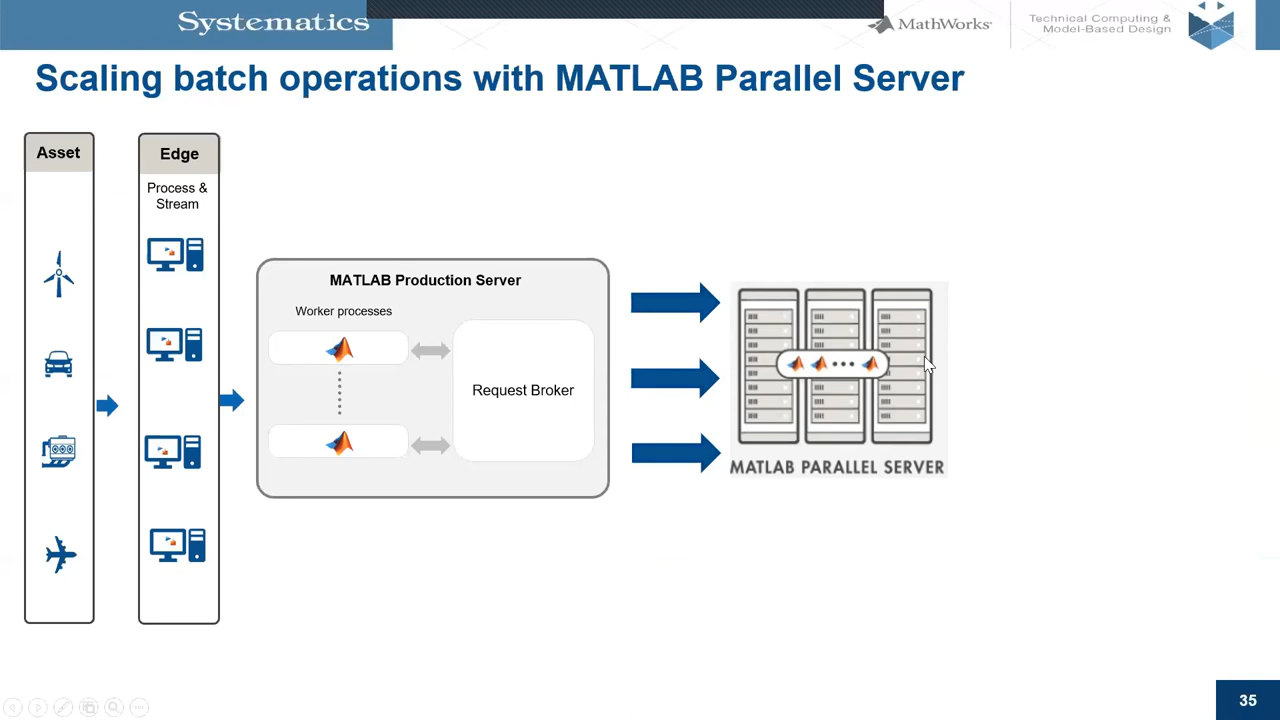 Systematics
MathWorks
Technical Computing &
Model-Based Design
Scaling batch operations with MATLAB Parallel Server
Asset
Edge
Process &
Stream
MATLAB Production Server
Worker processes
Request Broker
MATLAB PARALLEL SERVER
35